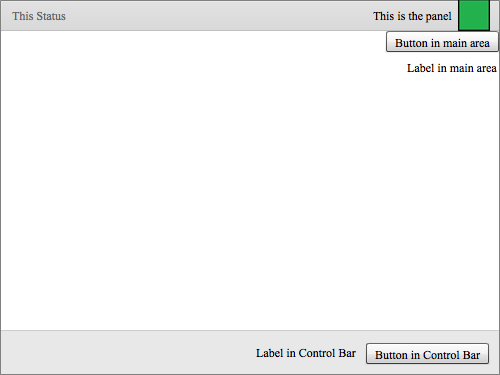 This Status
This is the panel
Button in main area
Label in main area
Label in Control Bar
Button in Control Bar